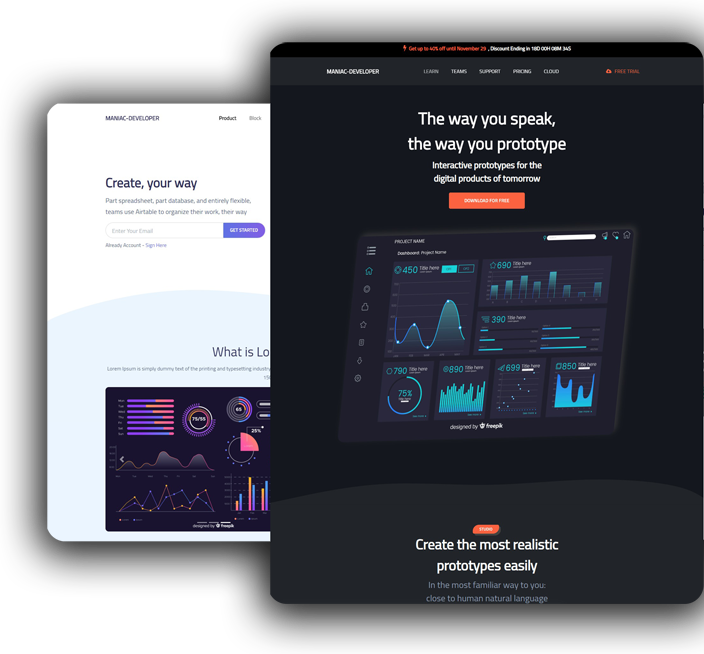 Get up to 40% off until November 29 , Discount Ending in 18D 00H 08M 34S
MANIAC-DEVELOPER
LEARN TEAMS SUPPORT PRICING CLOUD
FREE TRIAL
The way you speak,
the way you prototype
Interactive prototypes for the
digital products of tomorrow
DOWNLOAD FOR FREE
PROJECT NAME
Dashboard: Project Name
450 Title here
690 Title here
390 Title here
790 Title here
75%
890 Title here
699 Title here
850 Title here
designed by freepik
STUDIO
Create the most realistic
prototypes easily
In the most familiar way to you:
close to human natural language
MANIAC-DEVELOPER
Product Block
Create, your way
Part spreadsheet, part database, and entirely flexible,
teams use Airtable to organize their work, their way
Enter Your Email GET STARTED
Already Account - Sign Here
What is Lo
Lorem Ipsum is simply dummy text of the printing and typesetting industry
Mon
Tue
Wed
Thu
Fri
Sat
Sun
75/55
65
25%
designed by freepik